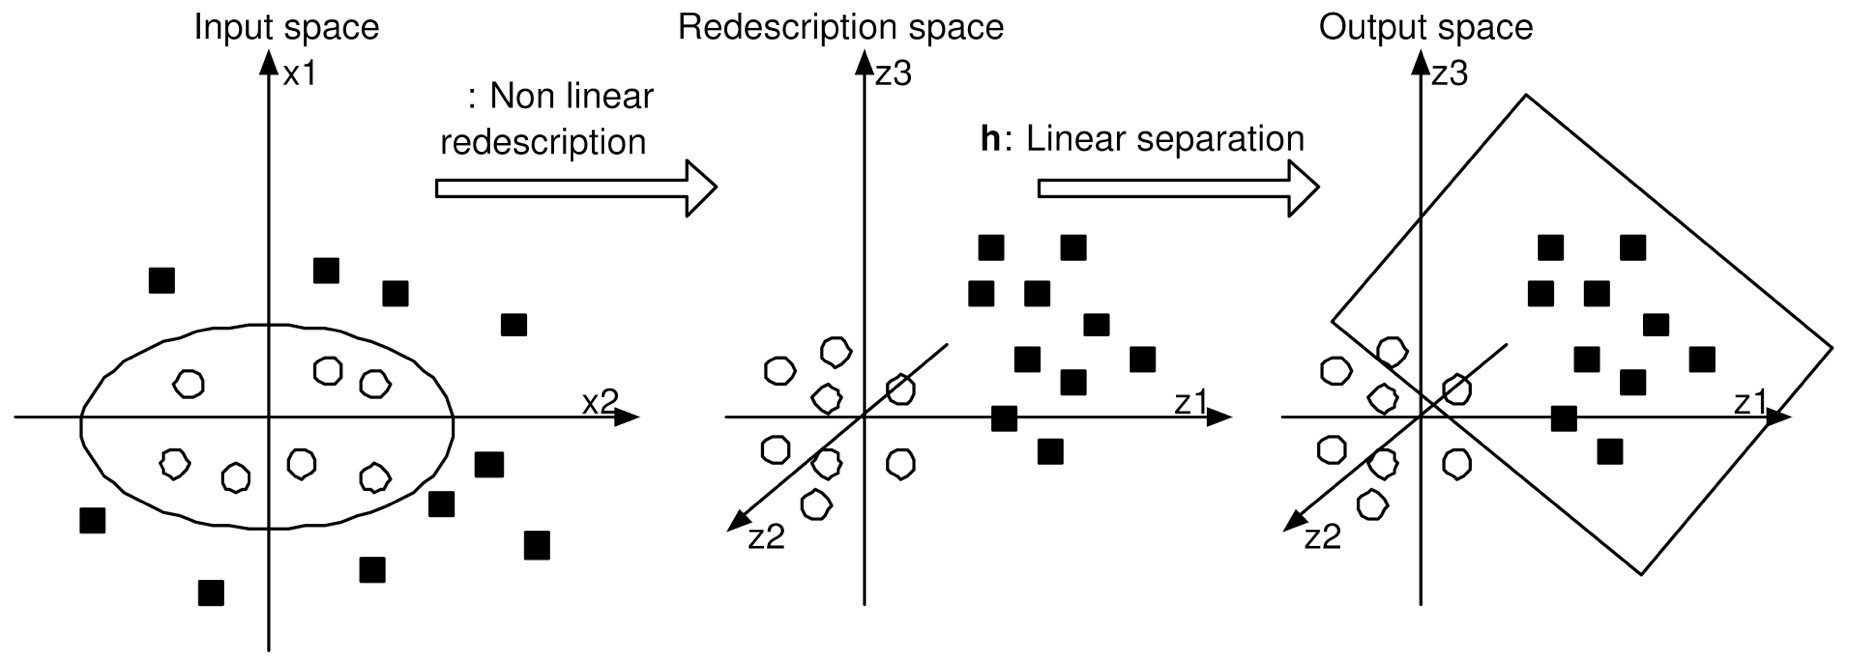 Input space
x1
: Non linear
redescription
x2
Redescription space
z3
h: Linear separation
z1
z2
Output space
z3
z1
z2